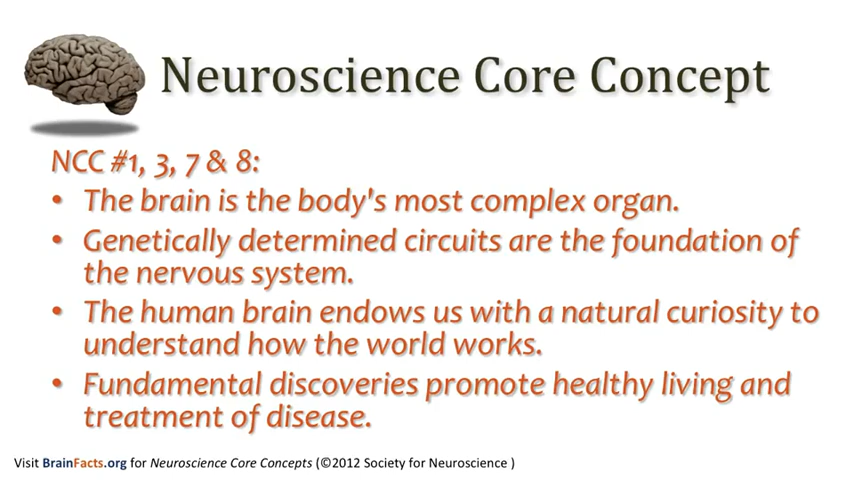 Neuroscience Core Concept
NCC #1, 3, 7 & 8:
• The brain is the body's most complex organ.
• Genetically determined circuits are the foundation of
the nervous system.
• The human brain endows us with a natural curiosity to
understand how the world works.
• Fundamental discoveries promote healthy living and
treatment of disease.
Visit BrainFacts.org for Neuroscience Core Concepts (©2012 Society for Neuroscience )